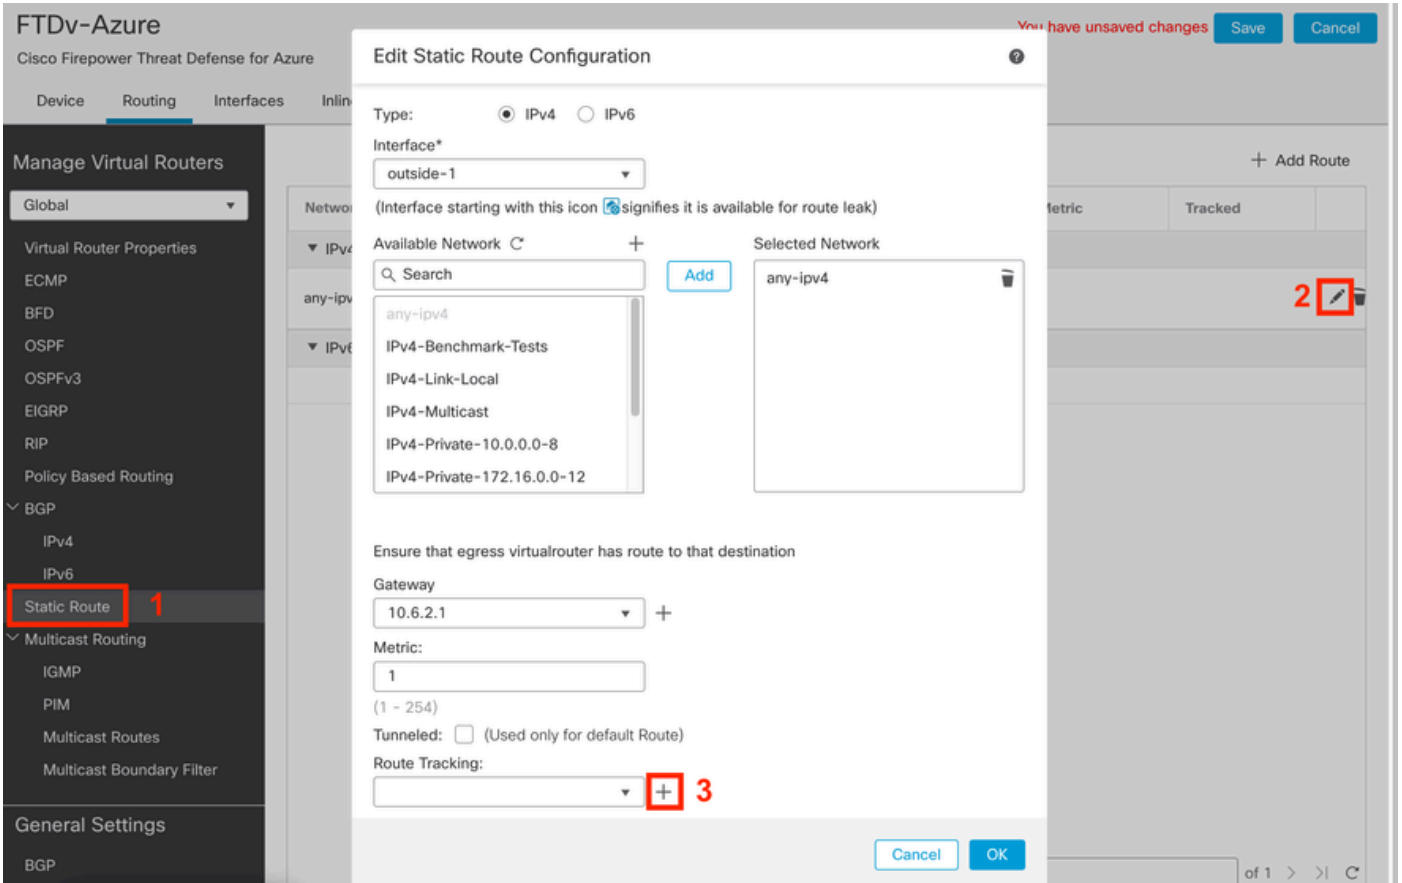 FTDv-Azure
Cisco Firepower Threat Defense for Azure
You have unsaved changes
Save
Cancel
Device
Routing
Interfaces
Inlin
Manage Virtual Routers
Global
Virtual Router Properties
ECMP
BFD
OSPF
OSPFv3
EIGRP
RIP
Policy Based Routing
BGP
IPv4
IPv6
Static Route
1
Multicast Routing
IGMP
PIM
Multicast Routes
Multicast Boundary Filter
General Settings
BGP
+ Add Route
Networ
Metric
Tracked
IPv4
any-ipv
2
IPv6
Edit Static Route Configuration
?
Type:
IPv4
IPv6
Interface*
outside-1
(Interface starting with this icon signifies it is available for route leak)
Available Network
+
Search
Add
any-ipv4
IPv4-Benchmark-Tests
IPv4-Link-Local
IPv4-Multicast
IPv4-Private-10.0.0.0-8
IPv4-Private-172.16.0.0-12
Selected Network
any-ipv4
Ensure that egress virtualrouter has route to that destination
Gateway
10.6.2.1
+
Metric:
1
(1 - 254)
Tunneled:
(Used only for default Route)
Route Tracking:
+
3
Cancel
OK
of 1